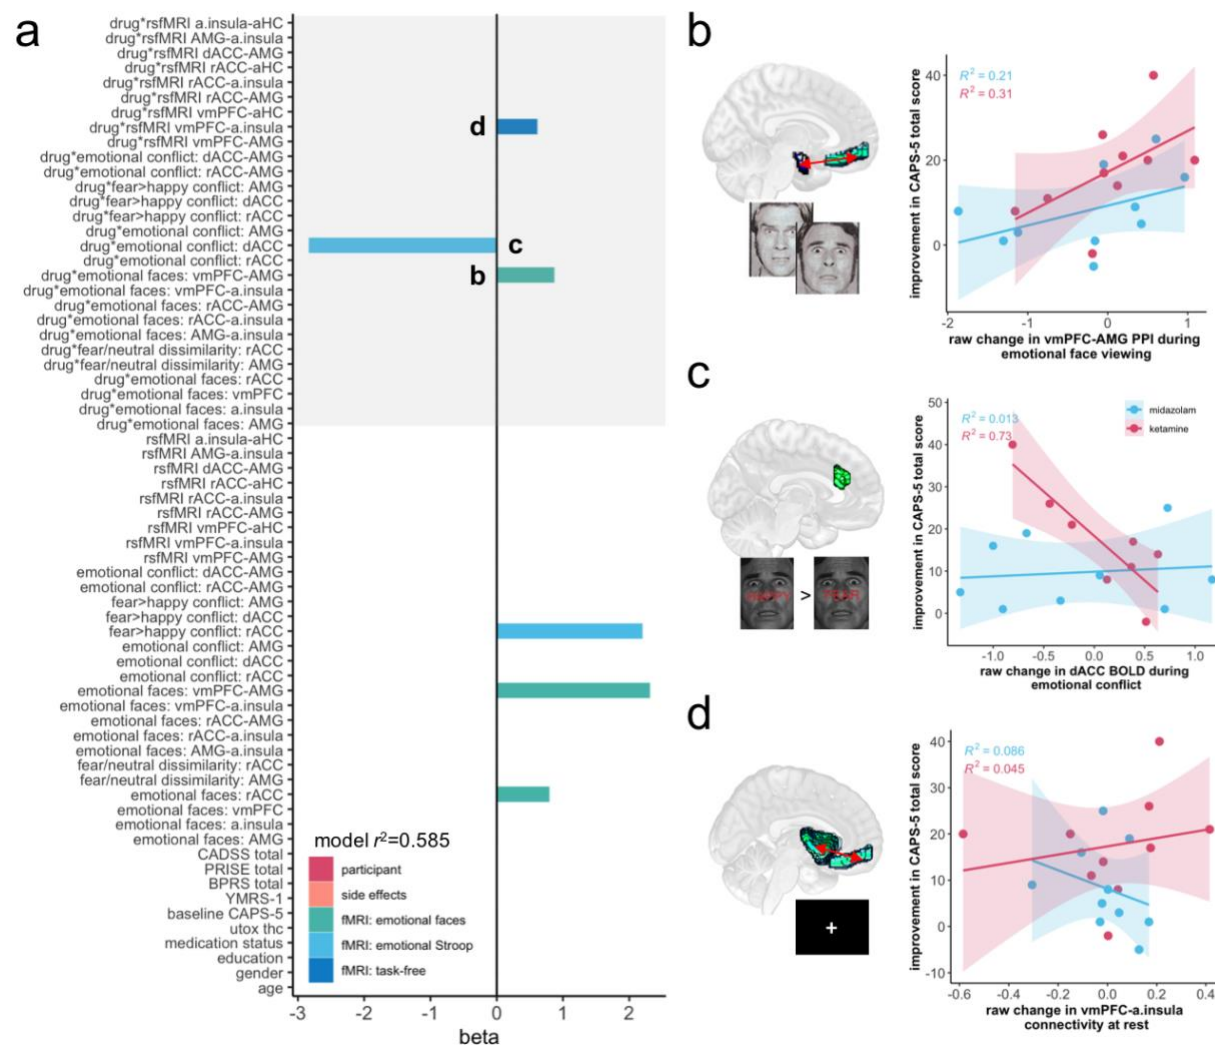 a
drug*rsfMRI a.insula-aHC
drug*rsfMRI AMG-a.insula
drug*rsfMRI dACC-AMG
drug*rsfMRI rACC-aHC
drug*rsfMRI rACC-a.insula
drug*rsfMRI rACC-AMG
drug*rsfMRI vmPFC-aHC
drug*rsfMRI vmPFC-a.insula
drug*rsfMRI vmPFC-AMG
drug*emotional conflict: dACC-AMG
drug*emotional conflict: rACC-AMG
drug*fear>happy conflict: AMG
drug*fear>happy conflict: dACC
drug*fear>happy conflict: rACC
drug*emotional conflict: AMG
drug*emotional conflict: dACC
drug*emotional conflict: rACC
drug*emotional faces: vmPFC-AMG
drug*emotional faces: vmPFC-a.insula
drug*emotional faces: rACC-AMG
drug*emotional faces: rACC-a.insula
drug*emotional faces: AMG-a.insula
drug*fear/neutral dissimilarity: rACC
drug*fear/neutral dissimilarity: AMG
drug*emotional faces: rACC
drug*emotional faces: vmPFC
drug*emotional faces: a.insula
drug*emotional faces: AMG
rsfMRI a.insula-aHC
rsfMRI AMG-a.insula
rsfMRI dACC-AMG
rsfMRI rACC-aHC
rsfMRI rACC-a.insula
rsfMRI rACC-AMG
rsfMRI vmPFC-aHC
rsfMRI vmPFC-a.insula
rsfMRI vmPFC-AMG
emotional conflict: dACC-AMG
emotional conflict: rACC-AMG
fear>happy conflict: AMG
fear>happy conflict: dACC
fear>happy conflict: rACC
emotional conflict: AMG
emotional conflict: dACC
emotional conflict: rACC
emotional faces: vmPFC-AMG
emotional faces: vmPFC-a.insula
emotional faces: rACC-AMG
emotional faces: rACC-a.insula
emotional faces: AMG-a.insula
fear/neutral dissimilarity: rACC
fear/neutral dissimilarity: AMG
emotional faces: rACC
emotional faces: vmPFC
emotional faces: a.insula
emotional faces: AMG
CADSS total
PRISE total
BPRS total
YMRS-1
baseline CAPS-5
utox thc
medication status
education
gender
age
d
c
b
model r²=0.585
participant
side effects
fMRI: emotional faces
fMRI: emotional Stroop
fMRI: task-free
-3 -2 -1 0 1 2
beta
b
improvement in CAPS-5 total score
40
20
0
R² = 0.21
R² = 0.31
-2 -1 0 1
raw change in vmPFC-AMG PPI during
emotional face viewing
c
>
FEAR
improvement in CAPS-5 total score
50
40
30
20
10
0
R² = 0.013
R² = 0.73
midazolam
ketamine
-1.0 -0.5 0.0 0.5 1.0
raw change in dACC BOLD during
emotional conflict
d
+
improvement in CAPS-5 total score
40
30
20
10
0
-10
R² = 0.086
R² = 0.045
-0.6 -0.4 -0.2 0.0 0.2 0.4
raw change in vmPFC-a.insula
connectivity at rest